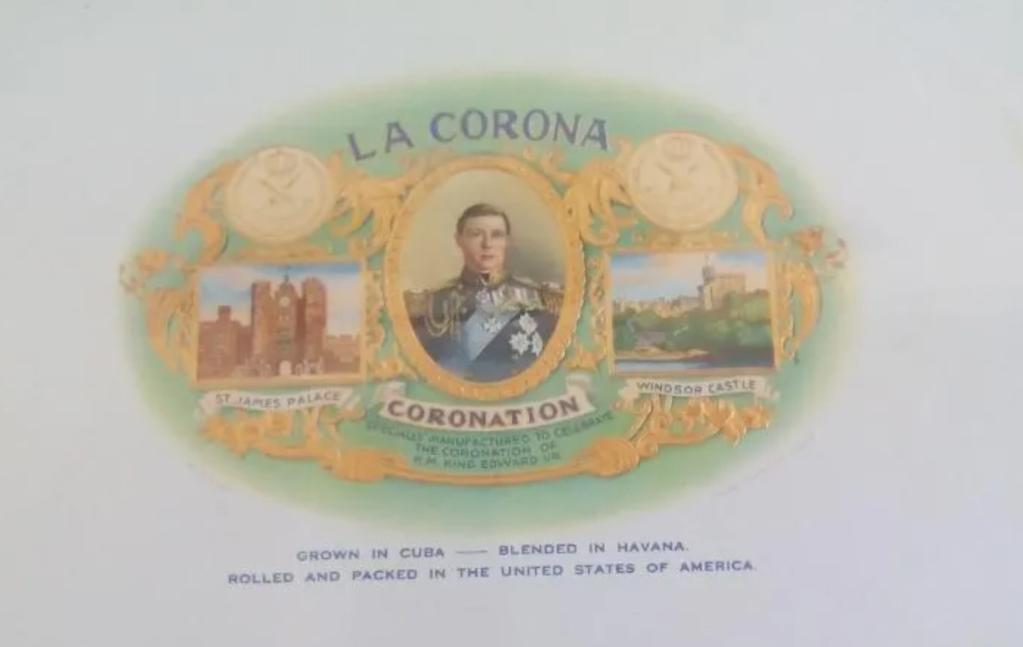 LA CORONA
ST JAMES PALACE
WINDSOR CASTLE
CORONATION
SPECIALLY MANUFACTURED TO CELEBRATE
THE CORONATION OF
H.M. KING EDWARD VIII.
GROWN IN CUBA — BLENDED IN HAVANA.
ROLLED AND PACKED IN THE UNITED STATES OF AMERICA.